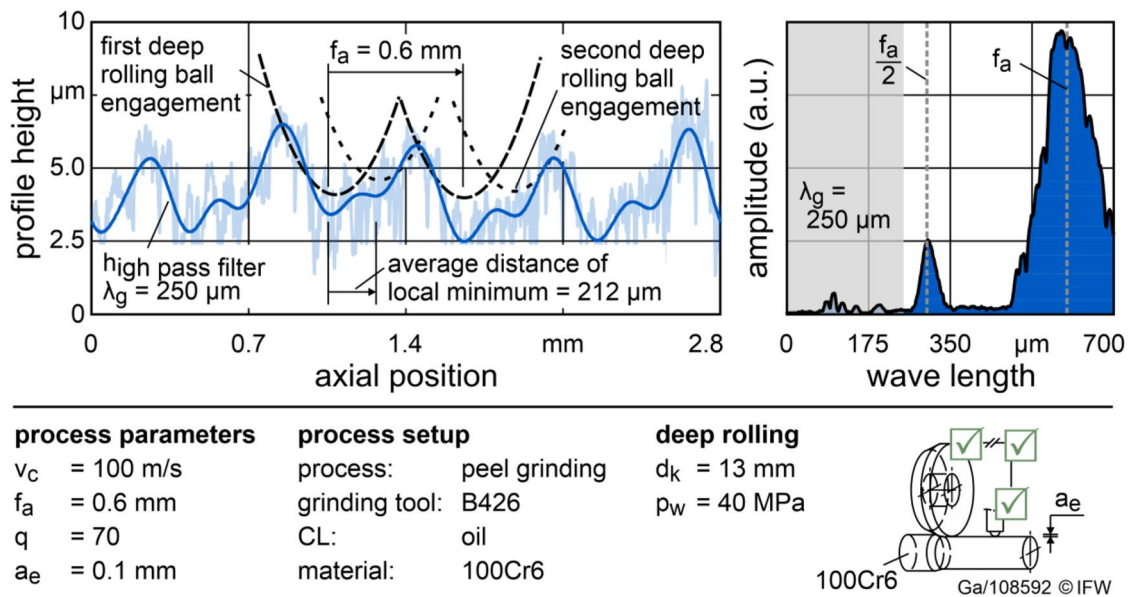 10
µm
5.0
2.5
0
profile height
first deep
rolling ball
engagement
fa = 0.6 mm
second deep
rolling ball
engagement
high pass filter
λg = 250 µm
average distance of
local minimum = 212 µm
0 0.7 1.4 mm 2.8
axial position
amplitude (a.u.)
fa
2
fa
λg =
250 µm
0 175 350 µm 700
wave length
process parameters
vc = 100 m/s
fa = 0.6 mm
q = 70
ae = 0.1 mm
process setup
process: peel grinding
grinding tool: B426
CL: oil
material: 100Cr6
deep rolling
dk = 13 mm
pw = 40 MPa
ae
100Cr6
Ga/108592 © IFW